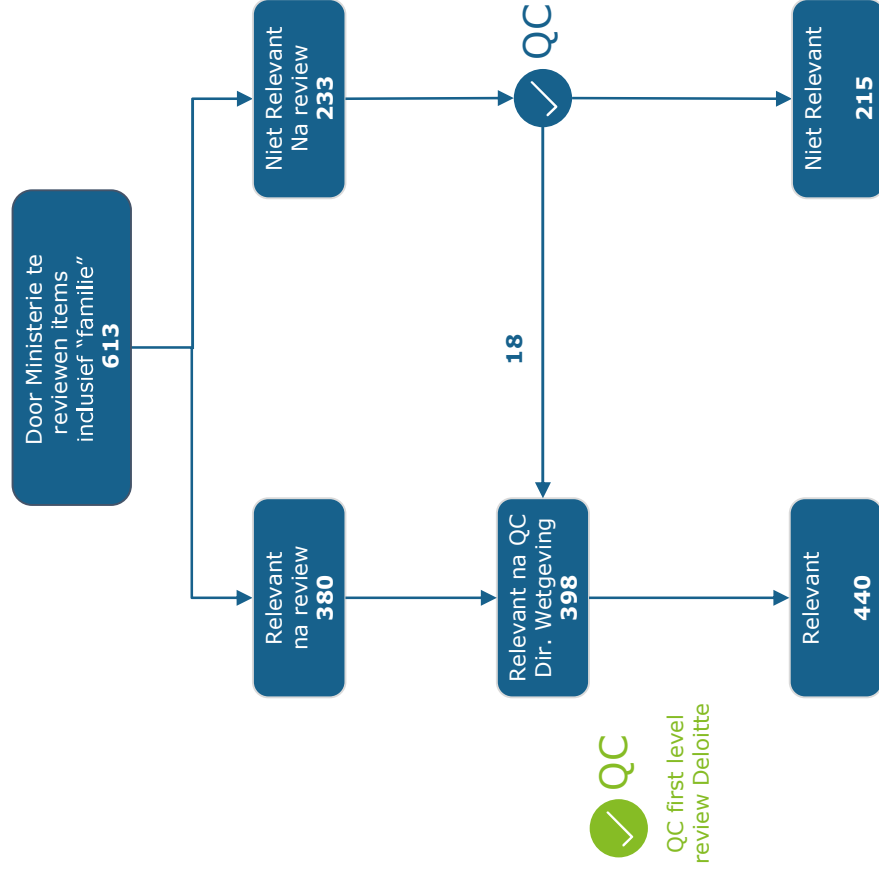 Door Ministerie te
reviewen items
inclusief “familie”
613
Relevant
na review
380
Niet Relevant
Na review
233
QC
18
Relevant na QC
Dir. Wetgeving
398
QC
QC first level
review Deloitte
Relevant
440
Niet Relevant
215